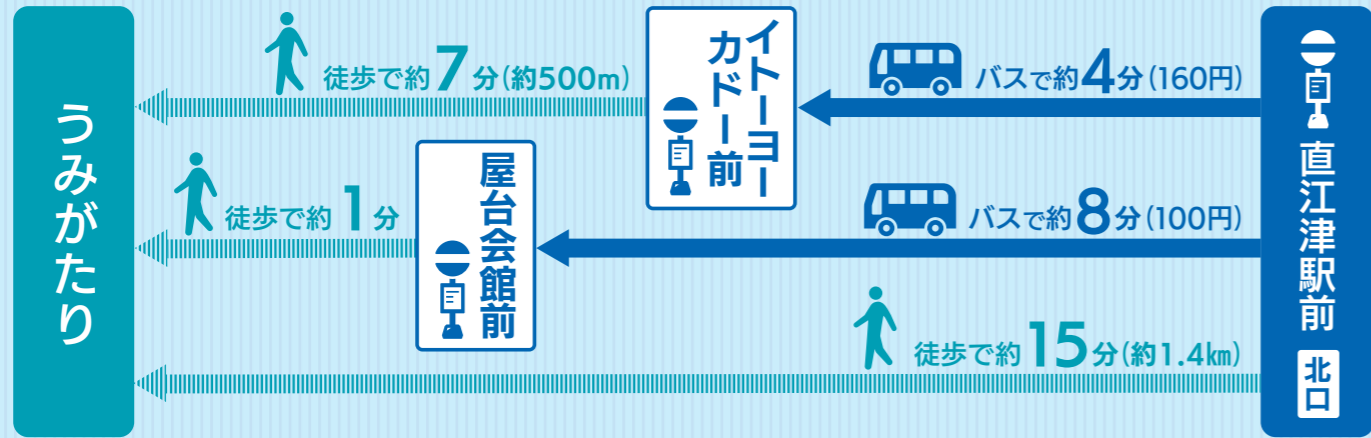 うみがたり
徒歩で約7分(約500m)
イトーヨー
カドー前
バスで約4分(160円)
徒歩で約1分
屋台会館前
バスで約8分(100円)
徒歩で約15分(約1.4㎞)
直江津駅前
北口